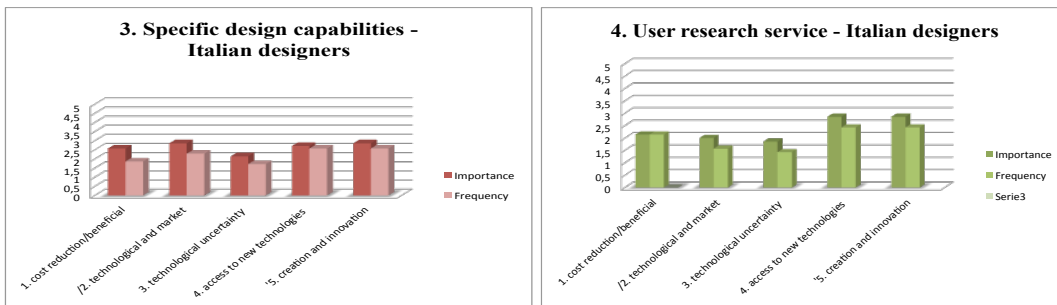 3. Specific design capabilities -
Italian designers
5
4,5
4
3,5
3
2,5
2
1,5
1
0,5
0
1. cost reduction/beneficial
/2. technological and market
3. technological uncertainty
4. access to new technologies
'5. creation and innovation
Importance
Frequency
4. User research service - Italian designers
5
4,5
4
3,5
3
2,5
2
1,5
1
0,5
0
1. cost reduction/beneficial
/2. technological and market
3. technological uncertainty
4. access to new technologies
'5. creation and innovation
Importance
Frequency
Serie3